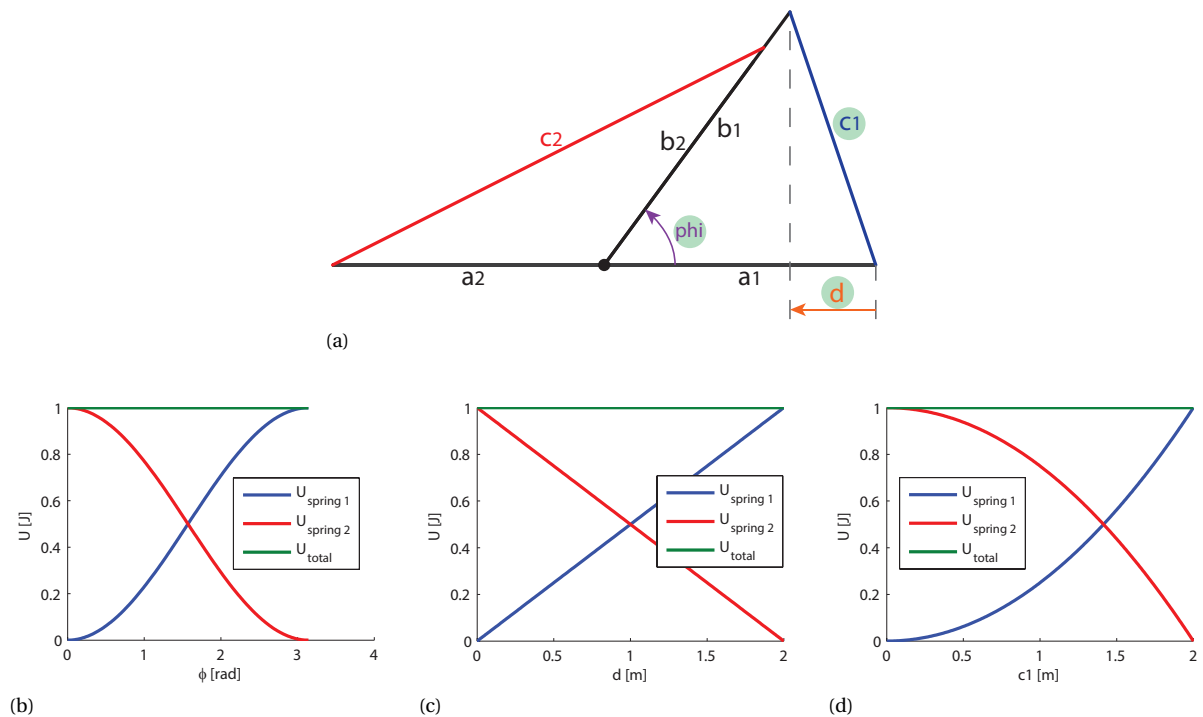 c1
c2
b2
b1
phi
a2
a1
d
(a)
1
0.8
0.6
0.4
0.2
0
U [J]
U spring 1
U spring 2
U total
0 1 2 3 4
ϕ [rad]
(b)
1
0.8
0.6
0.4
0.2
0
U [J]
U spring 1
U spring 2
U total
0 0.5 1 1.5 2
d [m]
(c)
1
0.8
0.6
0.4
0.2
0
U [J]
U spring 1
U spring 2
U total
0 0.5 1 1.5 2
c1 [m]
(d)